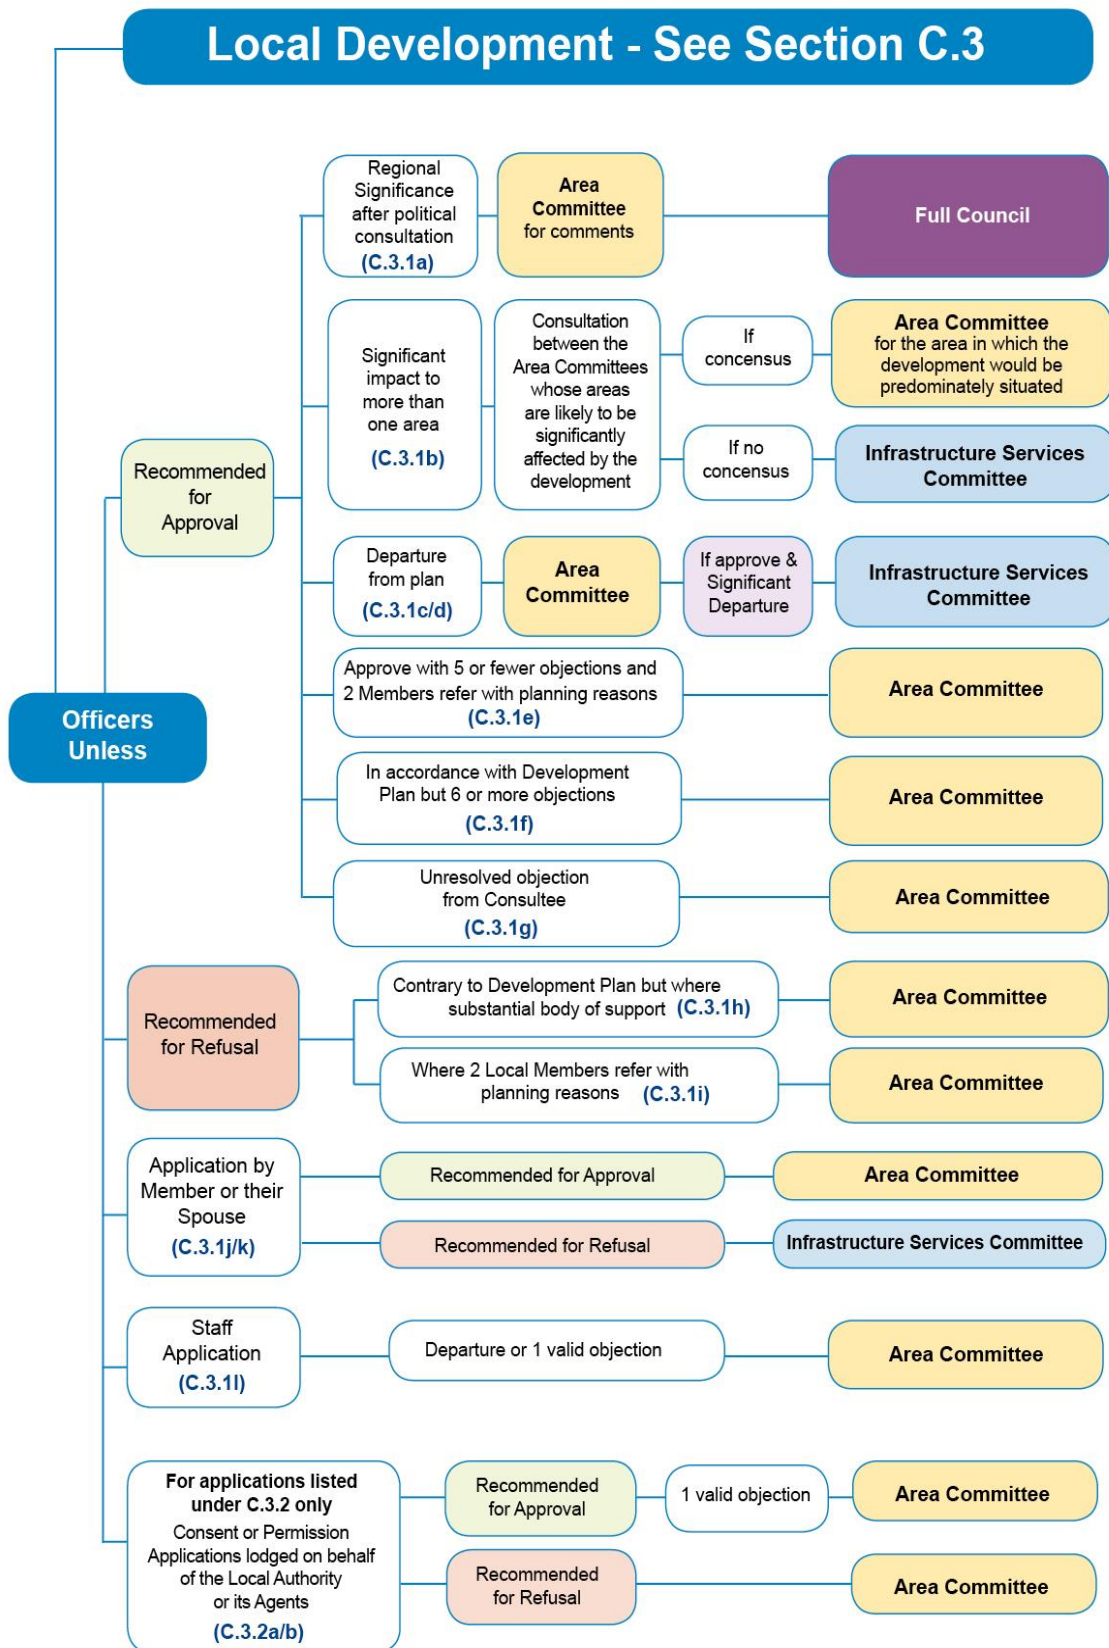 Local Development - See Section C.3
Regional
Significance
after political
consultation
(C.3.1a)
Area
Committee
for comments
Full Council
Significant
impact to
more than
one area
(C.3.1b)
Consultation
between the
Area Committees
whose areas
are likely to be
significantly
affected by the
development
If
concensus
Area Committee
for the area in which the
development would be
predominately situated
If no
concensus
Infrastructure Services
Committee
Recommended
for
Approval
Departure
from plan
(C.3.1c/d)
Area
Committee
If approve &
Significant
Departure
Infrastructure Services
Committee
Approve with 5 or fewer objections and
2 Members refer with planning reasons
(C.3.1e)
Area Committee
Officers
Unless
In accordance with Development
Plan but 6 or more objections
(C.3.1f)
Area Committee
Unresolved objection
from Consultee
(C.3.1g)
Area Committee
Recommended
for Refusal
Contrary to Development Plan but where
substantial body of support (C.3.1h)
Area Committee
Where 2 Local Members refer with
planning reasons (C.3.1i)
Area Committee
Application by
Member or their
Spouse
(C.3.1j/k)
Recommended for Approval
Area Committee
Recommended for Refusal
Infrastructure Services Committee
Staff
Application
(C.3.1l)
Departure or 1 valid objection
Area Committee
For applications listed
under C.3.2 only
Consent or Permission
Applications lodged on behalf
of the Local Authority
or its Agents
(C.3.2a/b)
Recommended
for Approval
1 valid objection
Area Committee
Recommended
for Refusal
Area Committee